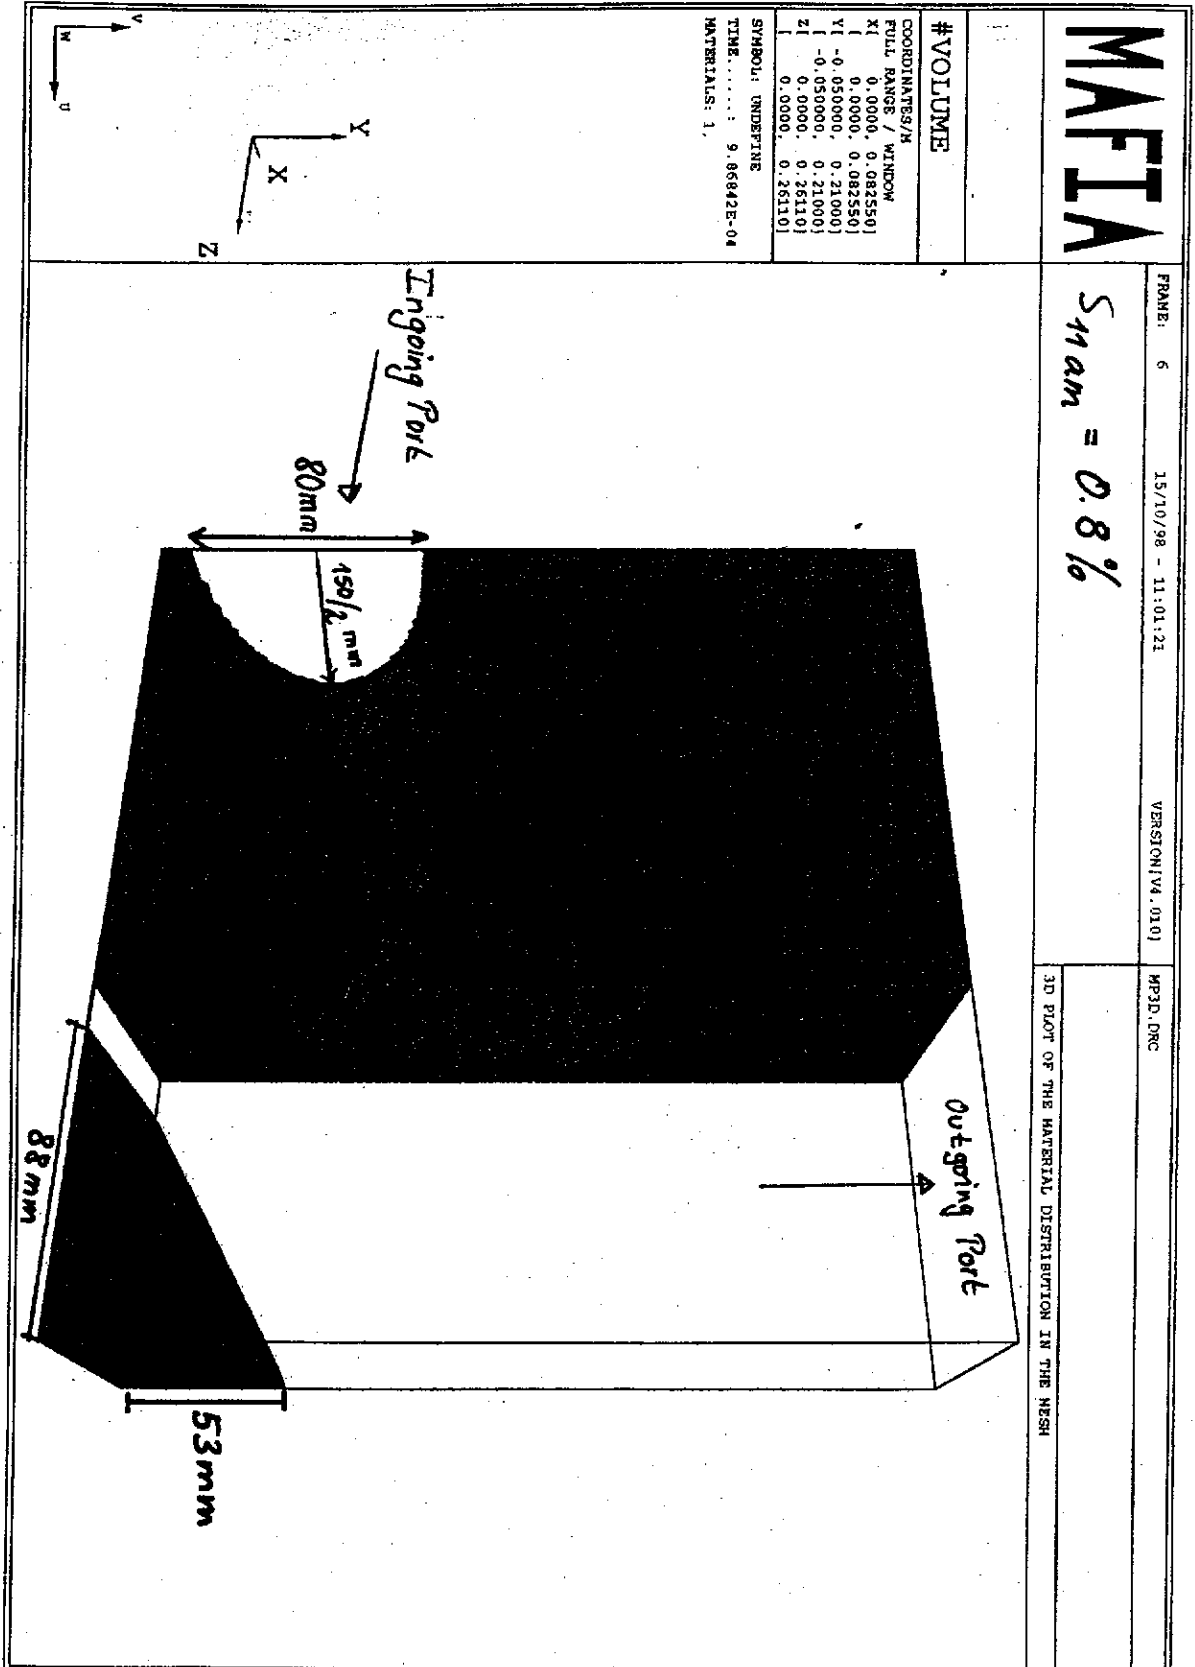 MAFIA
FRAME: 6 15/10/98 - 11:01:21 VERSION[V4.010] MP3D.DRC
S11am = 0.8%
3D PLOT OF THE MATERIAL DISTRIBUTION IN THE MESH
#VOLUME
COORDINATES/M
FULL RANGE / WINDOW
X[ 0.0000, 0.082550]
[ 0.0000, 0.082550]
Y[ -0.050000, 0.21000]
[ -0.050000, 0.21000]
Z[ 0.0000, 0.26110]
[ 0.0000, 0.26110]
SYMBOL: UNDEFINE
TIME......: 9.86842E-04
MATERIALS: 1,
Y
X
Z
V
W
U
Ingoing Port
80mm
150/2 mm
Outgoing Port
88mm
53mm